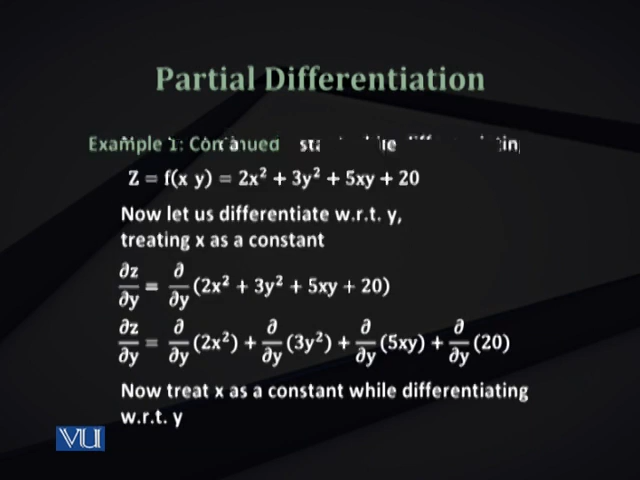 Partial Differentiation
Example 1: Continued
Z = f(x y) = 2x² + 3y² + 5xy + 20
Now let us differentiate w.r.t. y,
treating x as a constant
∂z/∂y = ∂/∂y (2x² + 3y² + 5xy + 20)
∂z/∂y = ∂/∂y (2x²) + ∂/∂y (3y²) + ∂/∂y (5xy) + ∂/∂y (20)
Now treat x as a constant while differentiating
w.r.t. y
VU